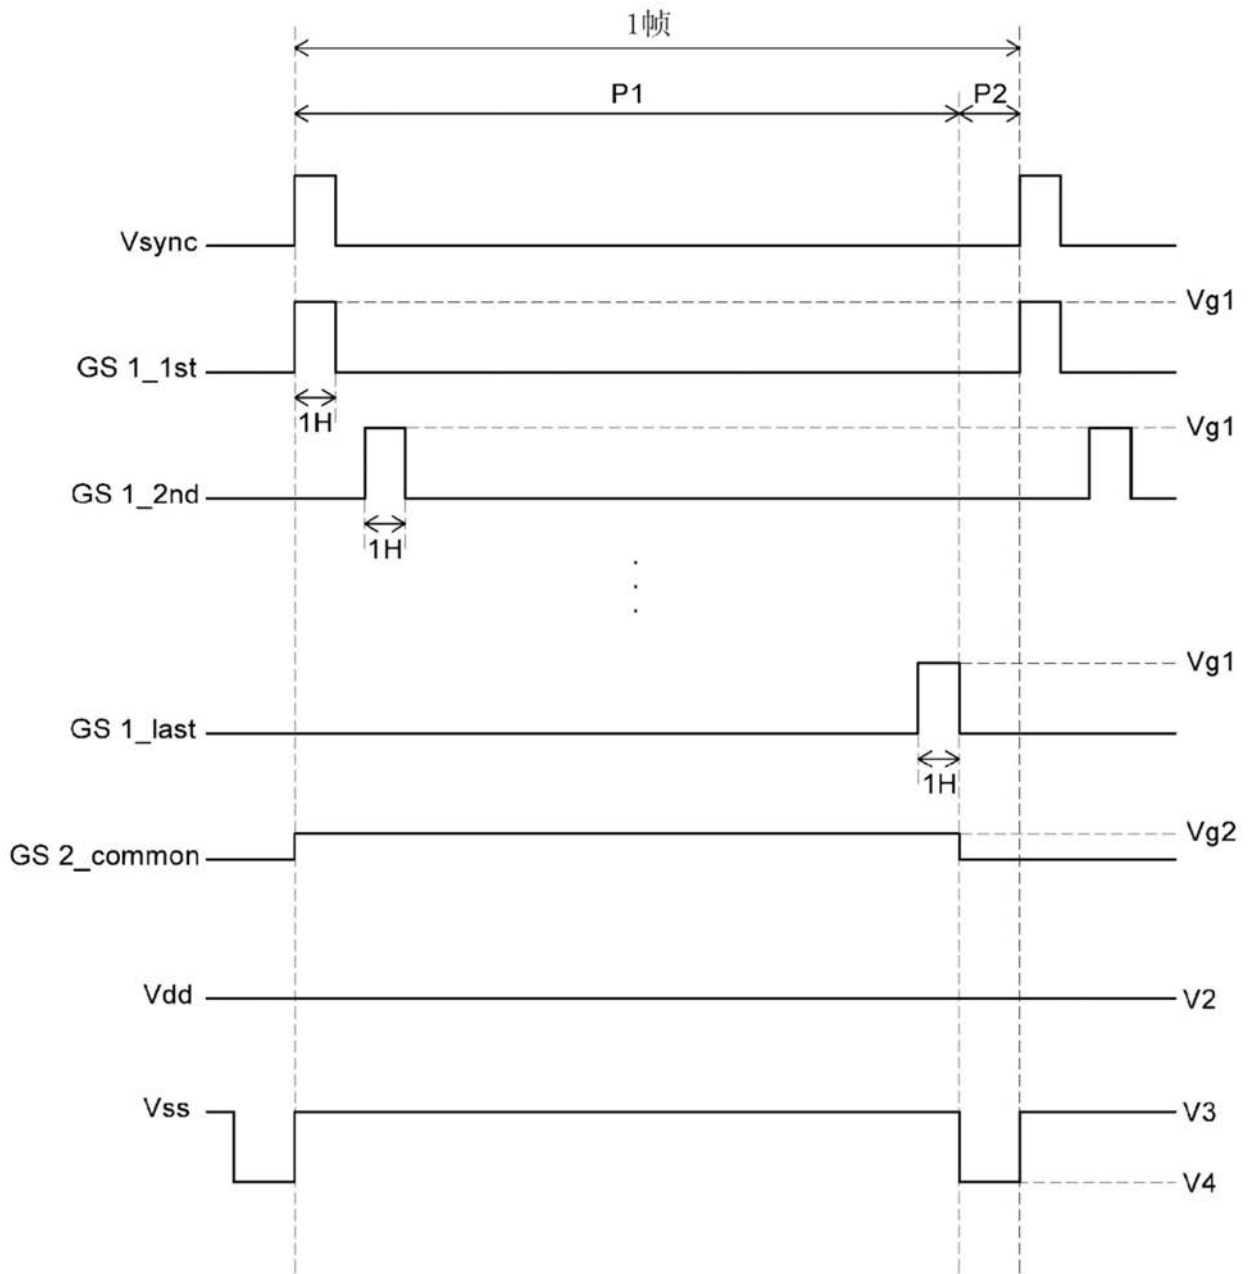 1帧
P1
P2
Vsync
Vg1
GS 1_1st
1H
Vg1
GS 1_2nd
1H
Vg1
GS 1_last
1H
Vg2
GS 2_common
Vdd
V2
Vss
V3
V4